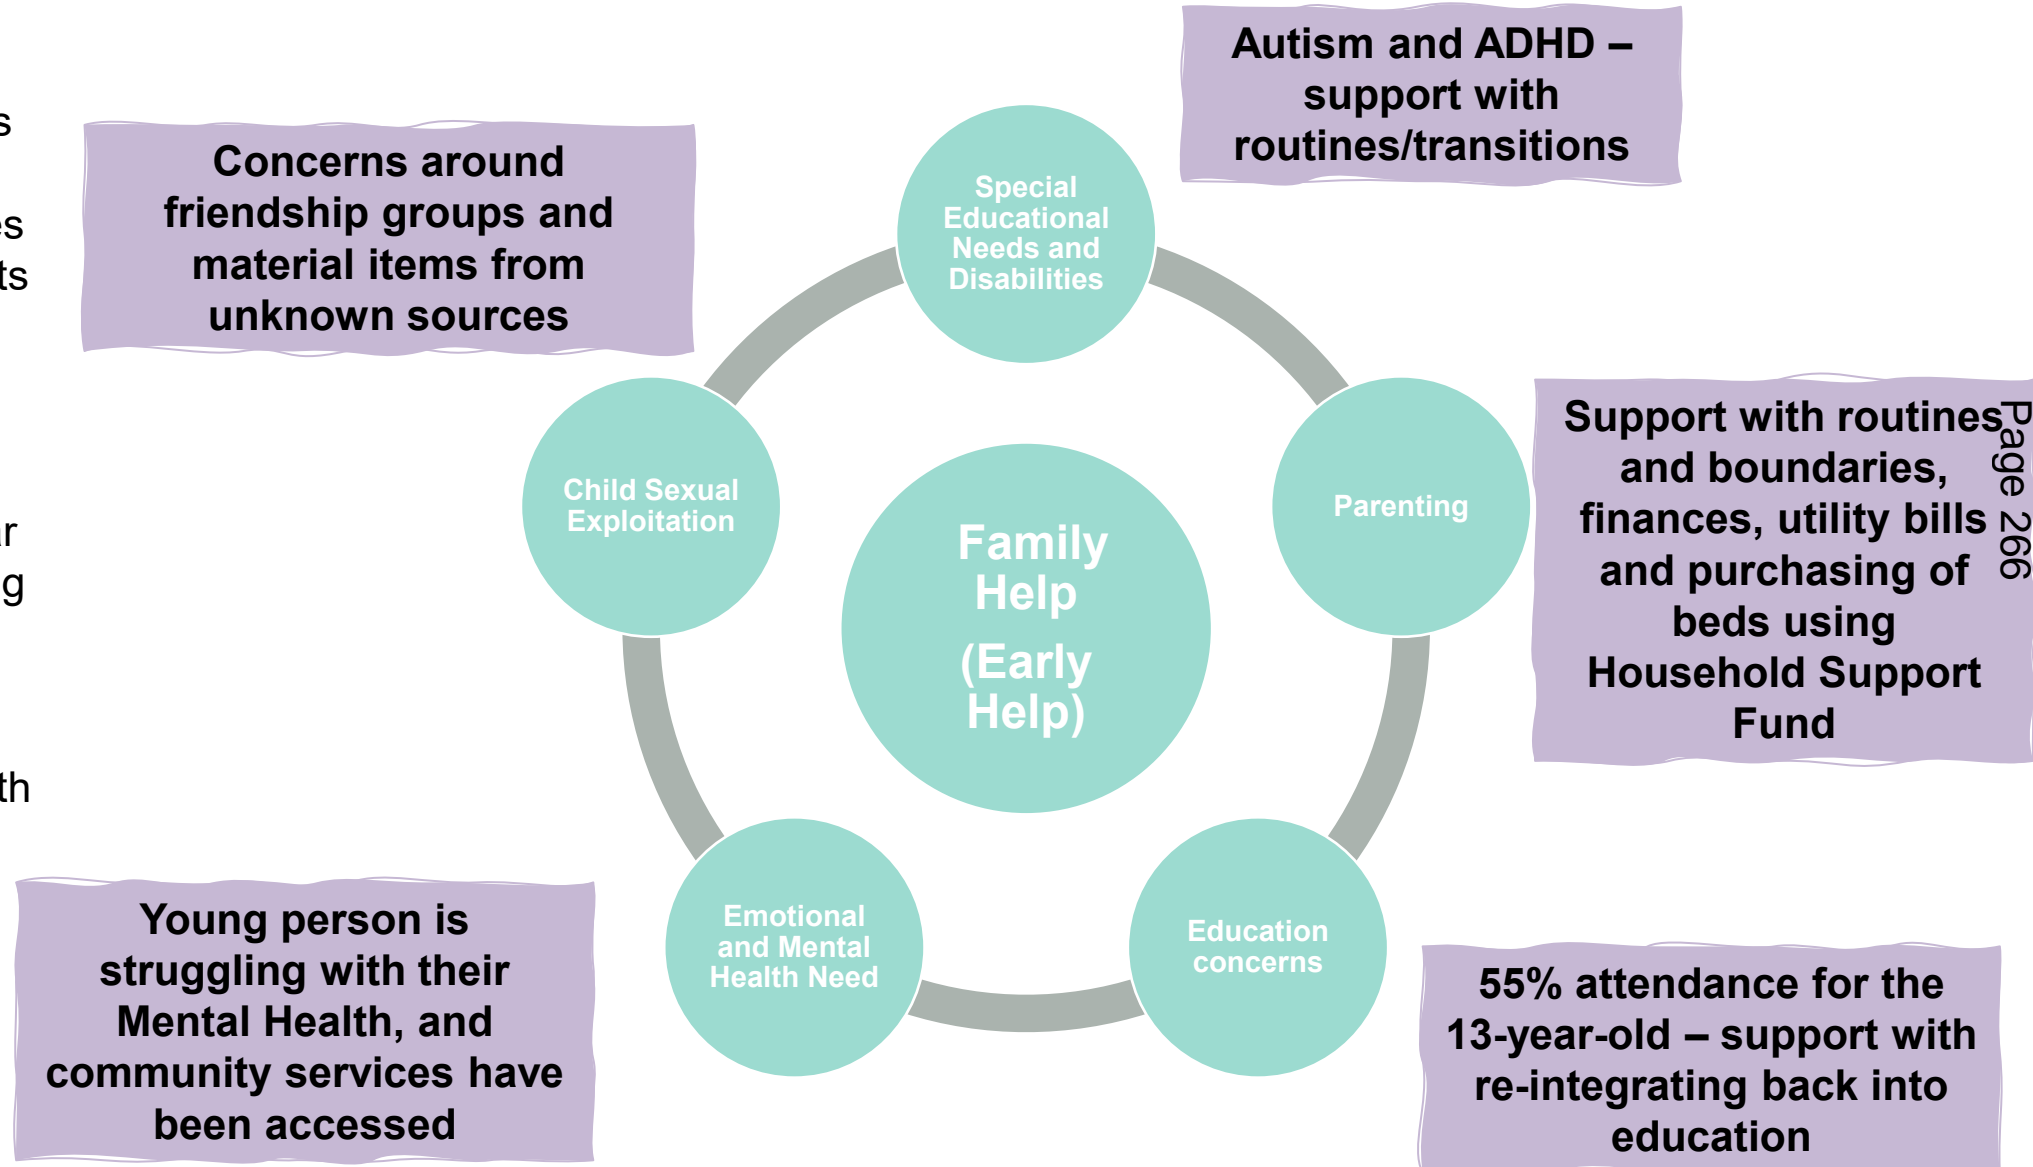 Autism and ADHD –
support with
routines/transitions
Concerns around
friendship groups and
material items from
unknown sources
Special
Educational
Needs and
Disabilities
Child Sexual
Exploitation
Parenting
Support with routines
and boundaries,
finances, utility bills
and purchasing of
beds using
Household Support
Fund
Page 266
Family
Help
(Early
Help)
Emotional
and Mental
Health Need
Education
concerns
Young person is
struggling with their
Mental Health, and
community services have
been accessed
55% attendance for the
13-year-old – support with
re-integrating back into
education